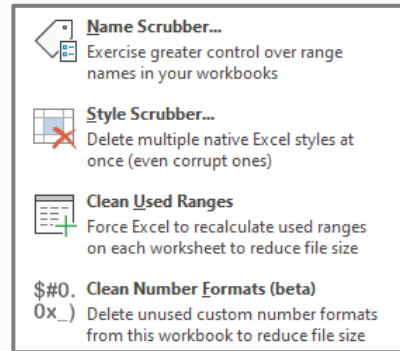 Name Scrubber...
Exercise greater control over range
names in your workbooks
Style Scrubber...
Delete multiple native Excel styles at
once (even corrupt ones)
Clean Used Ranges
Force Excel to recalculate used ranges
on each worksheet to reduce file size
$#0. Clean Number Formats (beta)
0x_) Delete unused custom number formats
from this workbook to reduce file size